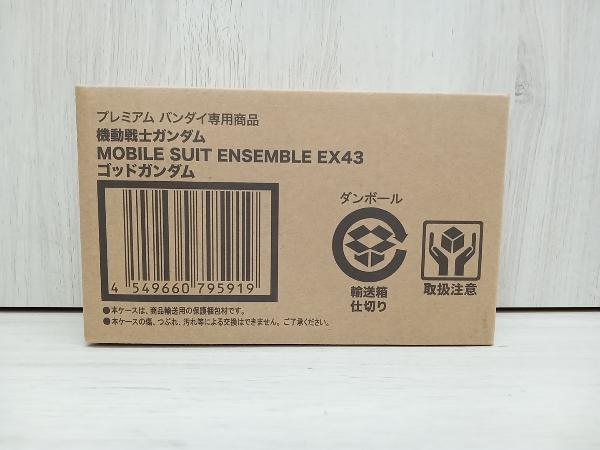 プレミアム バンダイ専用商品
機動戦士ガンダム
MOBILE SUIT ENSEMBLE EX43
ゴッドガンダム
4 549660 795919
●本ケースは、商品輸送用の保護梱包材です。
●本ケースの傷、つぶれ、汚れ等による交換はできません。ご了承ください。
ダンボール
輸送箱
仕切り
取扱注意